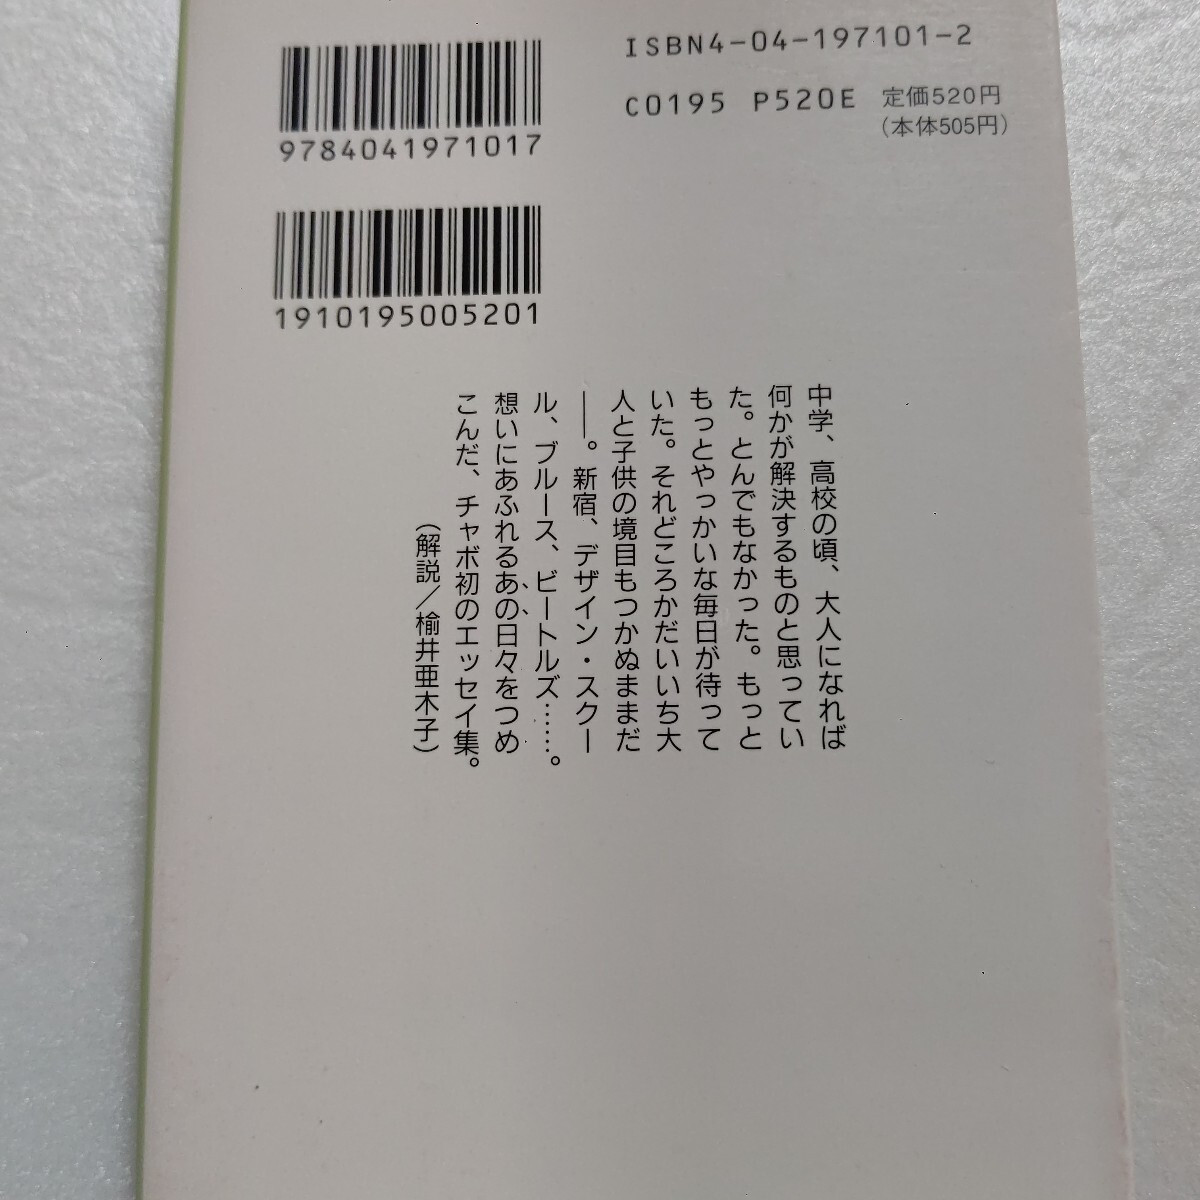 ISBN4-04-197101-2
C0195 P520E 定価520円
(本体505円)
9784041971017
1910195005201
中学、高校の頃、大人になれば
何かが解決するものと思ってい
た。とんでもなかった。もっと
もっとやっかいな毎日が待って
いた。それどころかだいいち大
人と子供の境目もつかぬままだ
――。新宿、デザイン・スクー
ル、ブルース、ビートルズ……。
想いにあふれるあの日々をつめ
こんだ、チャボ初のエッセイ集。
(解説/楡井亜木子)